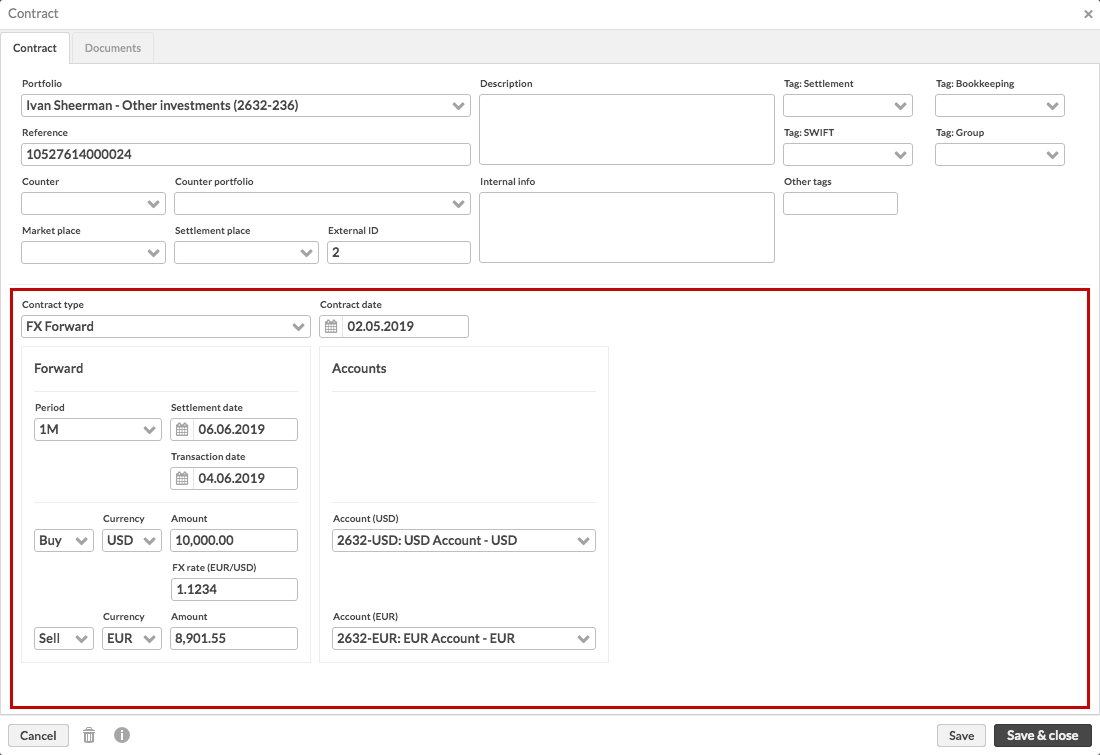 Contract
Contract Documents
Portfolio Description Tag: Settlement Tag: Bookkeeping
Ivan Sheerman - Other investments (2632-236)
Reference Tag: SWIFT Tag: Group
10527614000024
Counter Counter portfolio Internal info Other tags
Market place Settlement place External ID
2
Contract type Contract date
FX Forward 02.05.2019
Forward Accounts
Period Settlement date
1M 06.06.2019
Transaction date
04.06.2019
Currency Amount Account (USD)
Buy USD 10,000.00 2632-USD: USD Account - USD
FX rate (EUR/USD)
1.1234
Currency Amount Account (EUR)
Sell EUR 8,901.55 2632-EUR: EUR Account - EUR
Cancel Save Save & close